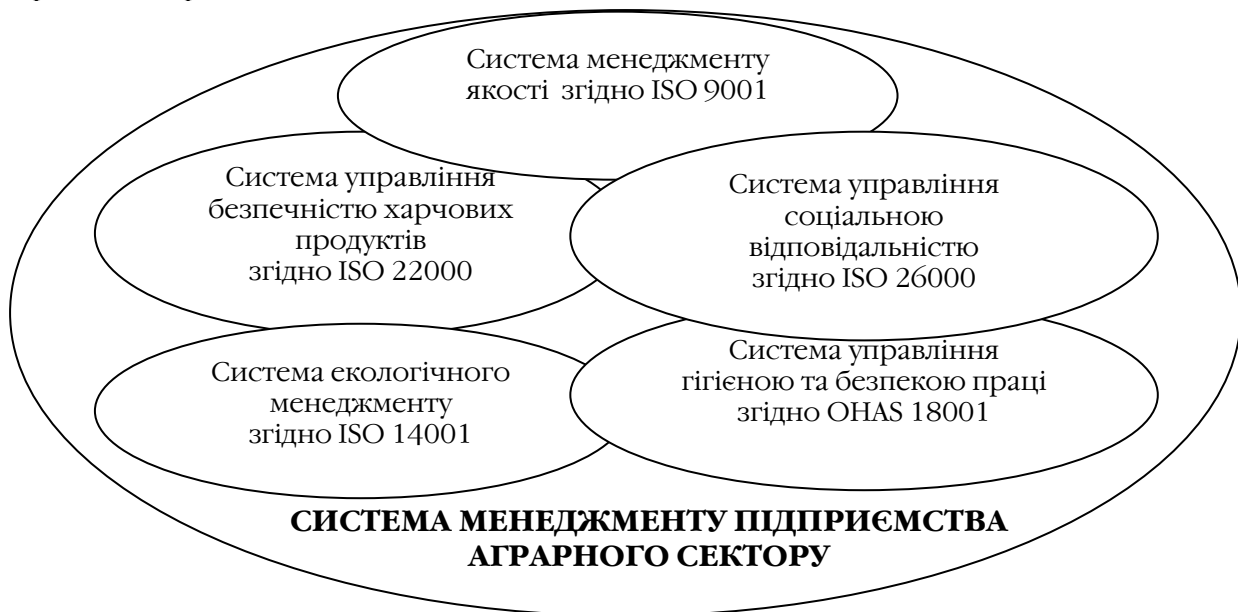 Система менеджменту
якості згідно ISO 9001
Система управління
безпечністю харчових
продуктів
згідно ISO 22000
Система управління
соціальною
відповідальністю
згідно ISO 26000
Система екологічного
менеджменту
згідно ISO 14001
Система управління
гігієною та безпекою праці
згідно OHAS 18001
СИСТЕМА МЕНЕДЖМЕНТУ ПІДПРИЄМСТВА
АГРАРНОГО СЕКТОРУ